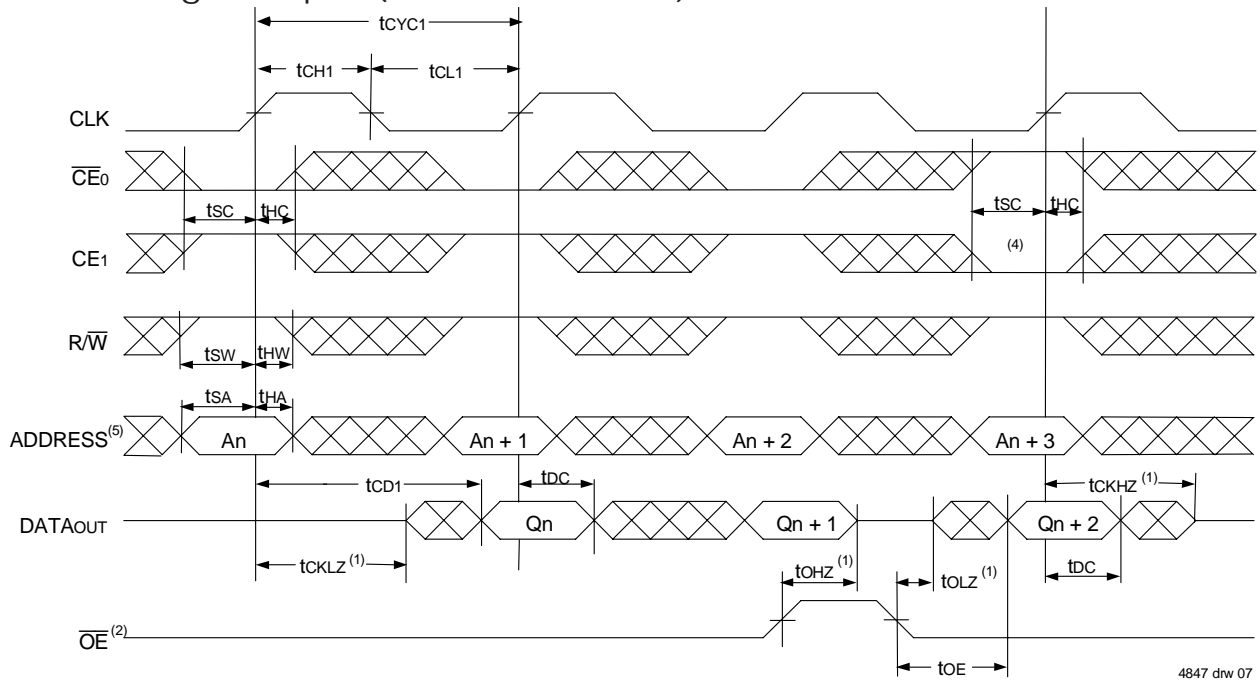 tCYC1
tCH1 tCL1
CLK
CE0
tSC tHC tSC tHC
(4)
CE1
R/W
tSW tHW
tSA tHA
ADDRESS(5) An An + 1 An + 2 An + 3
tCD1 tDC tCKHZ (1)
DATAOUT Qn Qn + 1 Qn + 2
tCKLZ (1) tOHZ (1) tOLZ (1) tDC
OE (2)
tOE
4847 drw 07